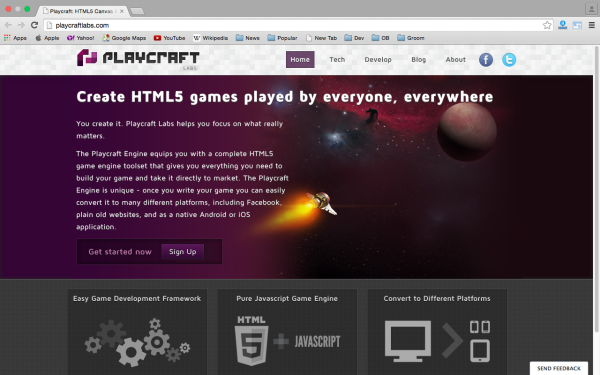 Playcraft: HTML5 Canvas
playcraftlabs.com
Apps Apple Yahoo! Google Maps YouTube Wikipedia News Popular New Tab Dev OB Groom
PLAYCRAFT
LABS
Home Tech Develop Blog About
Create HTML5 games played by everyone, everywhere
You create it. Playcraft Labs helps you focus on what really
matters.
The Playcraft Engine equips you with a complete HTML5
game engine toolset that gives you everything you need to
build your game and take it directly to market. The Playcraft
Engine is unique - once you write your game you can easily
convert it to many different platforms, including Facebook,
plain old websites, and as a native Android or iOS
application.
Get started now Sign Up
Easy Game Development Framework
Pure Javascript Game Engine
Convert to Different Platforms
HTML
5
JAVASCRIPT
SEND FEEDBACK